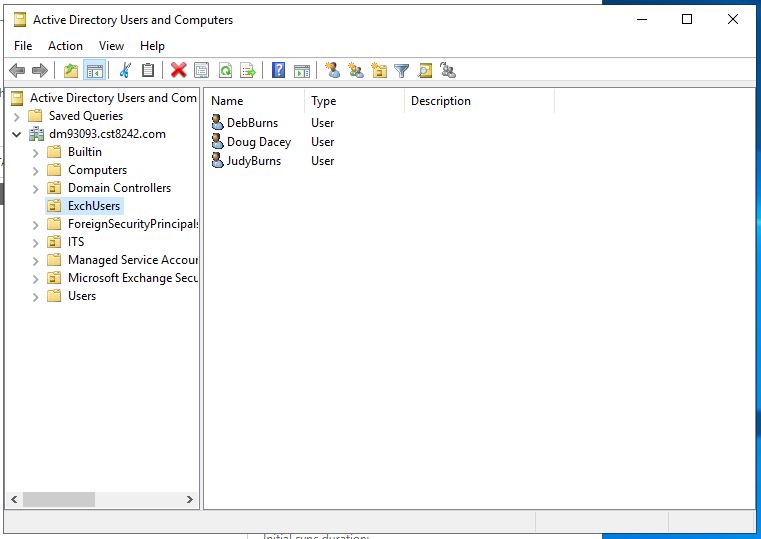 Active Directory Users and Computers
File Action View Help
Active Directory Users and Com
Name Type Description
Saved Queries
DebBurns User
dm93093.cst8242.com
Doug Dacey User
Builtin
JudyBurns User
Computers
Domain Controllers
ExchUsers
ForeignSecurityPrincipals
ITS
Managed Service Accour
Microsoft Exchange Secu
Users
Initial sync duration: